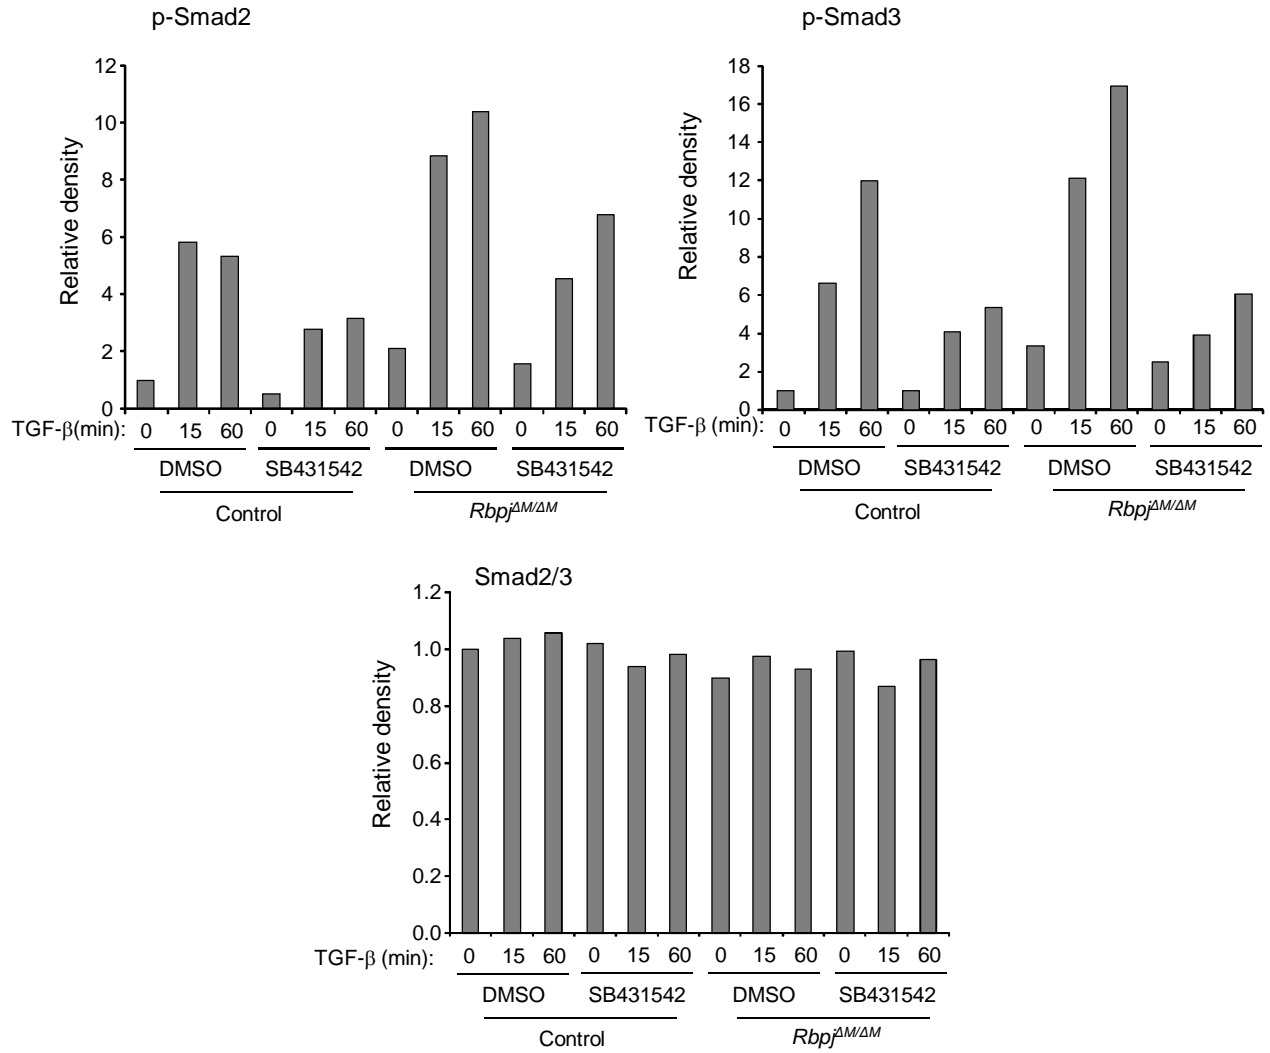 p-Smad2
12
10
8
6
4
2
0
Relative density
TGF-β(min): 0 15 60 0 15 60 0 15 60 0 15 60
DMSO SB431542 DMSO SB431542
Control Rbpj^ΔM/ΔM
p-Smad3
18
16
14
12
10
8
6
4
2
0
Relative density
TGF-β (min): 0 15 60 0 15 60 0 15 60 0 15 60
DMSO SB431542 DMSO SB431542
Control Rbpj^ΔM/ΔM
Smad2/3
1.2
1.0
0.8
0.6
0.4
0.2
0.0
Relative density
TGF-β (min): 0 15 60 0 15 60 0 15 60 0 15 60
DMSO SB431542 DMSO SB431542
Control Rbpj^ΔM/ΔM